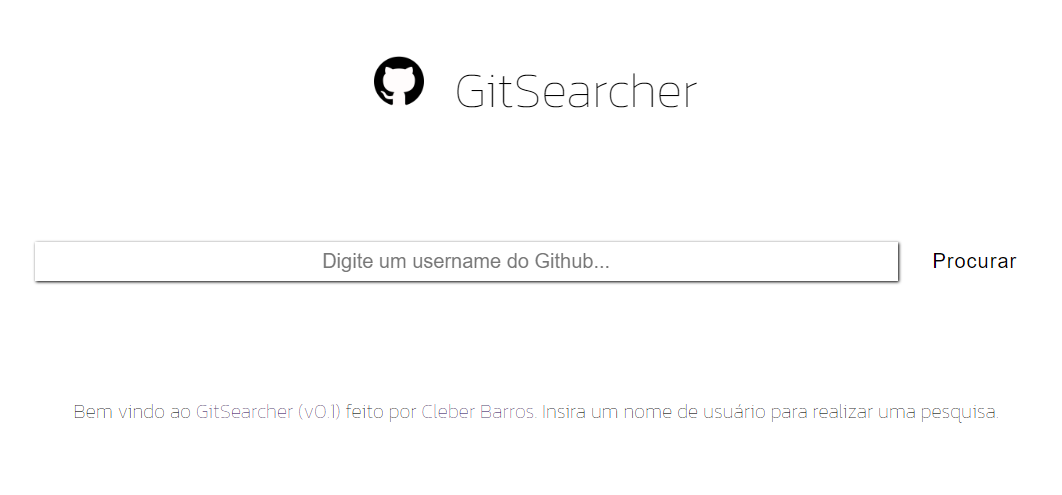 GitSearcher
Digite um username do Github...
Procurar
Bem vindo ao GitSearcher (v0.1) feito por Cleber Barros. Insira um nome de usuário para realizar uma pesquisa.